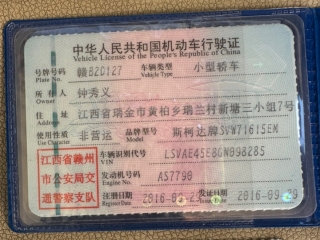 中华人民共和国机动车行驶证
Vehicle License of the People's Republic of China
号牌号码 赣B20127 车辆类型 小型轿车
Plate No. Vehicle Type
所有人 钟秀义
Owner
住址 江西省瑞金市黄柏乡瑞兰村新塘三小组7号
Address
使用性质 非营运 品牌型号 斯柯达牌SVW71615EM
Use Character Model
江西省赣州
市公安局交
通警察支队
车辆识别代号 LSVAE45E8GN098285
VIN
发动机号码 AS7790
Engine No.
注册日期 2016-09-29 发证日期 2016-09-29
Register Date Issue Date